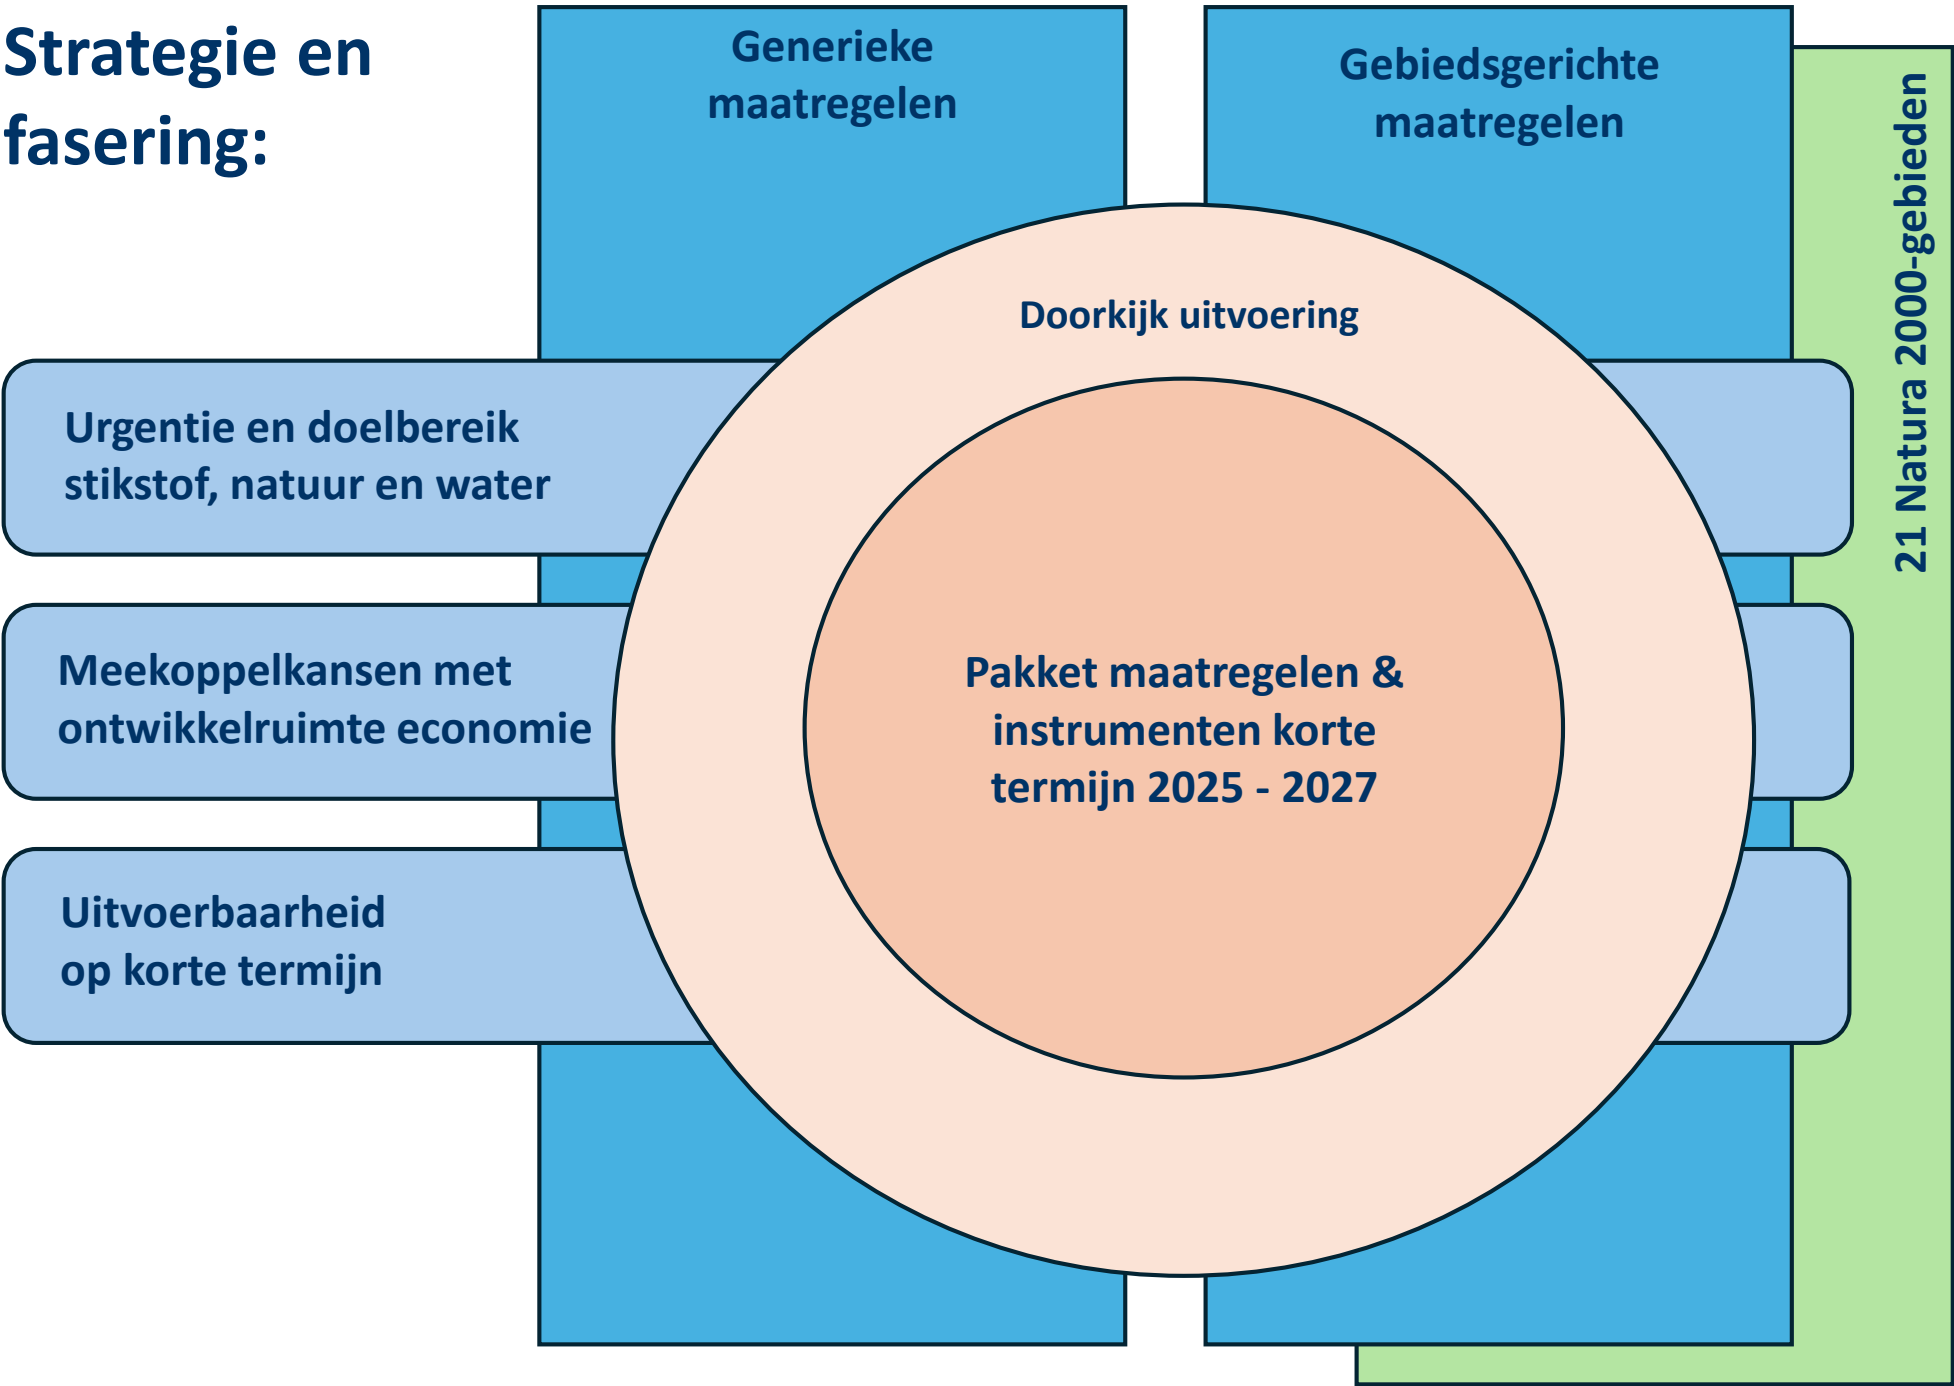 Strategie en
fasering:
Generieke
maatregelen
Gebiedsgerichte
maatregelen
21 Natura 2000-gebieden
Doorkijk uitvoering
Urgentie en doelbereik
stikstof, natuur en water
Meekoppelkansen met
ontwikkelruimte economie
Uitvoerbaarheid
op korte termijn
Pakket maatregelen &
instrumenten korte
termijn 2025 - 2027